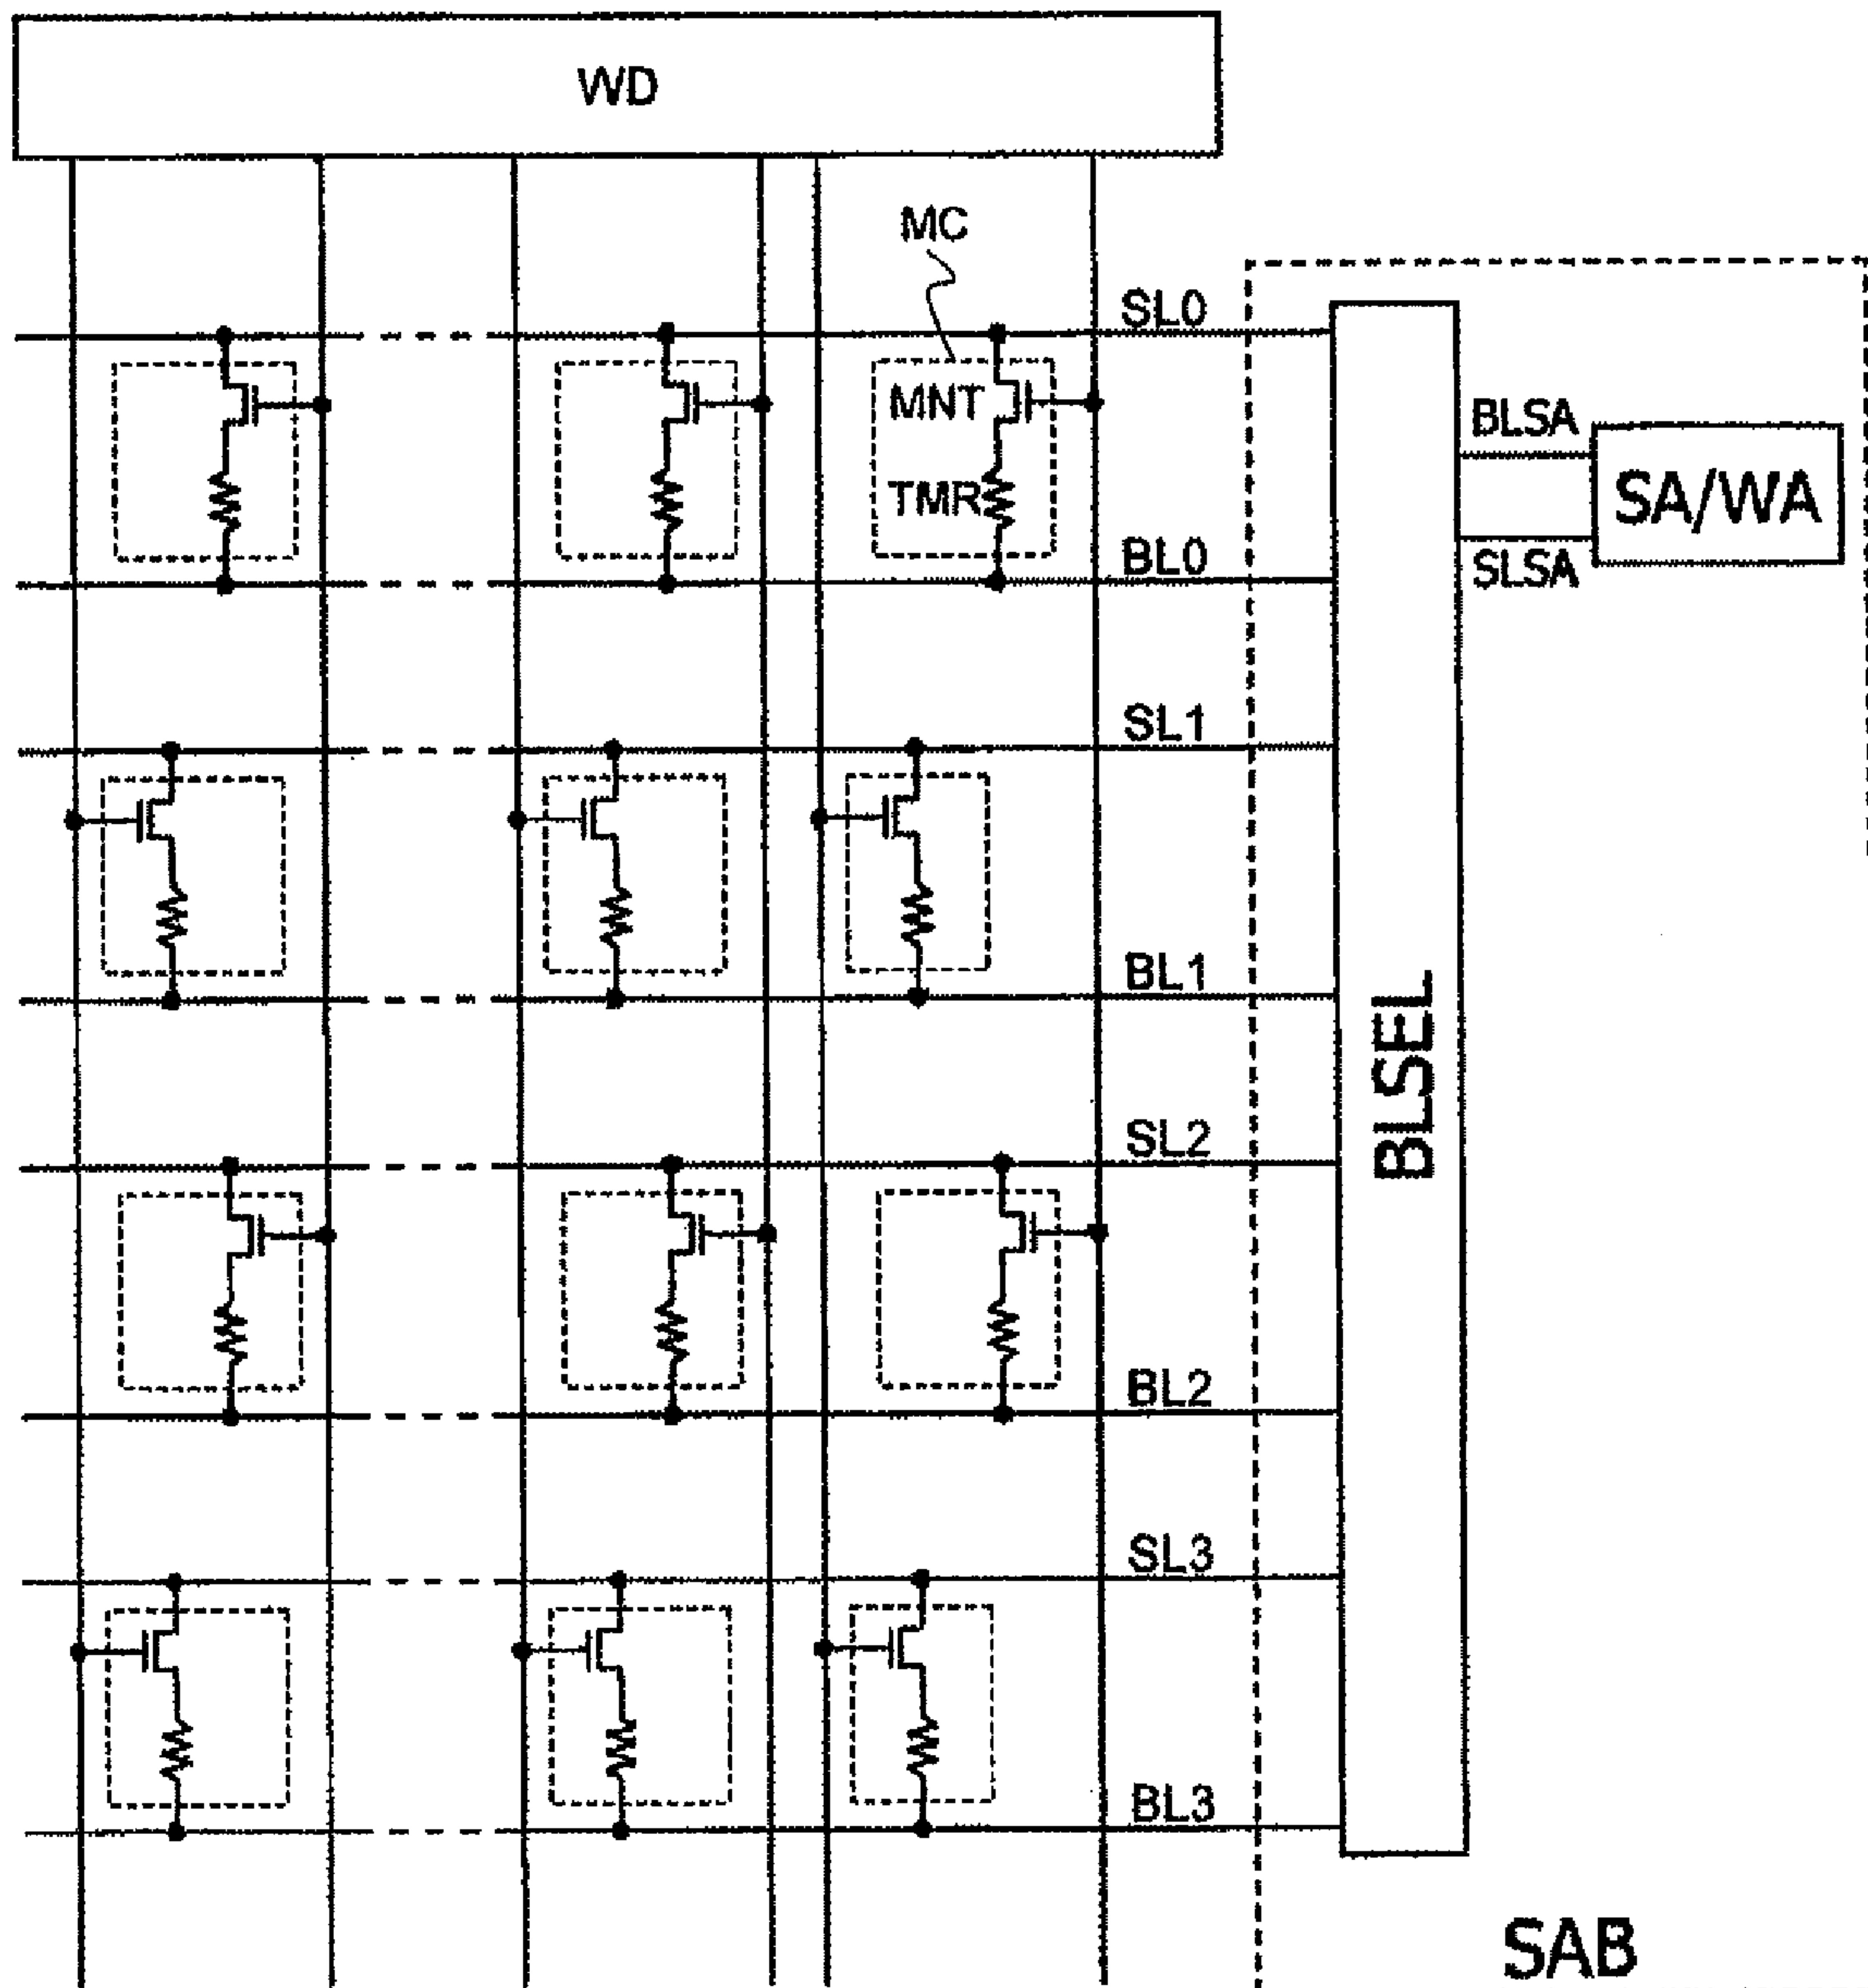 WD
MC
SL0
MNT
BLSA
SA/WA
TMR
BL0
SLSA
SL1
BL1
BLSEL
SL2
BL2
SL3
BL3
SAB